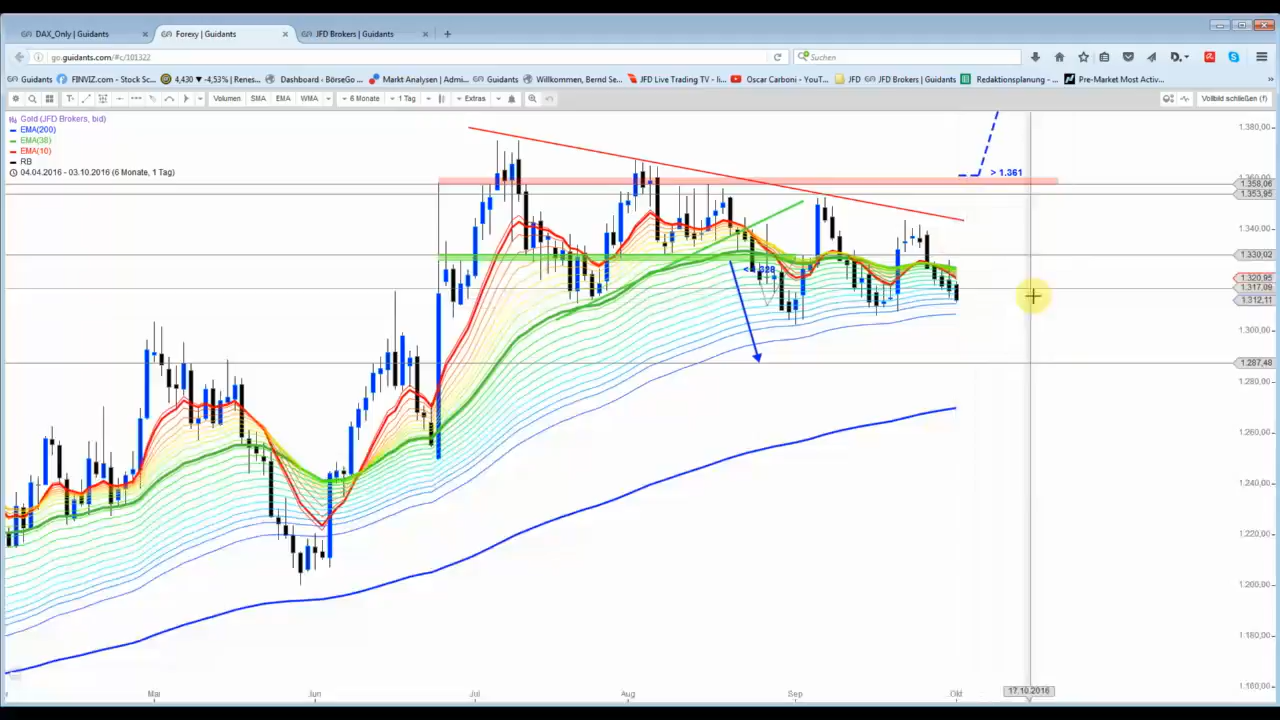 DAX_Only | Guidants × Forexy | Guidants × JFD Brokers | Guidants × +
go.guidants.com/#c/101322 Suchen
Guidants FINVIZ.com - Stock Sc... 4,430 ▾ -4,53% | Renes... Dashboard - BörseGo ... Markt Analysen | Admi... Guidants Willkommen, Bernd Se... JFD Live Trading TV - li... Oscar Carboni - YouT... JFD JFD Brokers | Guidants Redaktionsplanung - ... Pre-Market Most Activ... »
Volumen SMA EMA WMA 6 Monate 1 Tag Extras Vollbild schließen (f)
Gold (JFD Brokers, bid)
EMA(200)
EMA(38)
EMA(10)
RB
04.04.2016 - 03.10.2016 (6 Monate, 1 Tag)
1.380,00
> 1.361
1.358,06
1.353,95
1.340,00
1.330,02
1.320,95
1.317,09
1.312,11
1.300,00
1.287,48
1.280,00
1.260,00
1.240,00
1.220,00
1.200,00
1.180,00
1.160,00
Mai Jun Jul Aug Sep Okt
17.10.2016